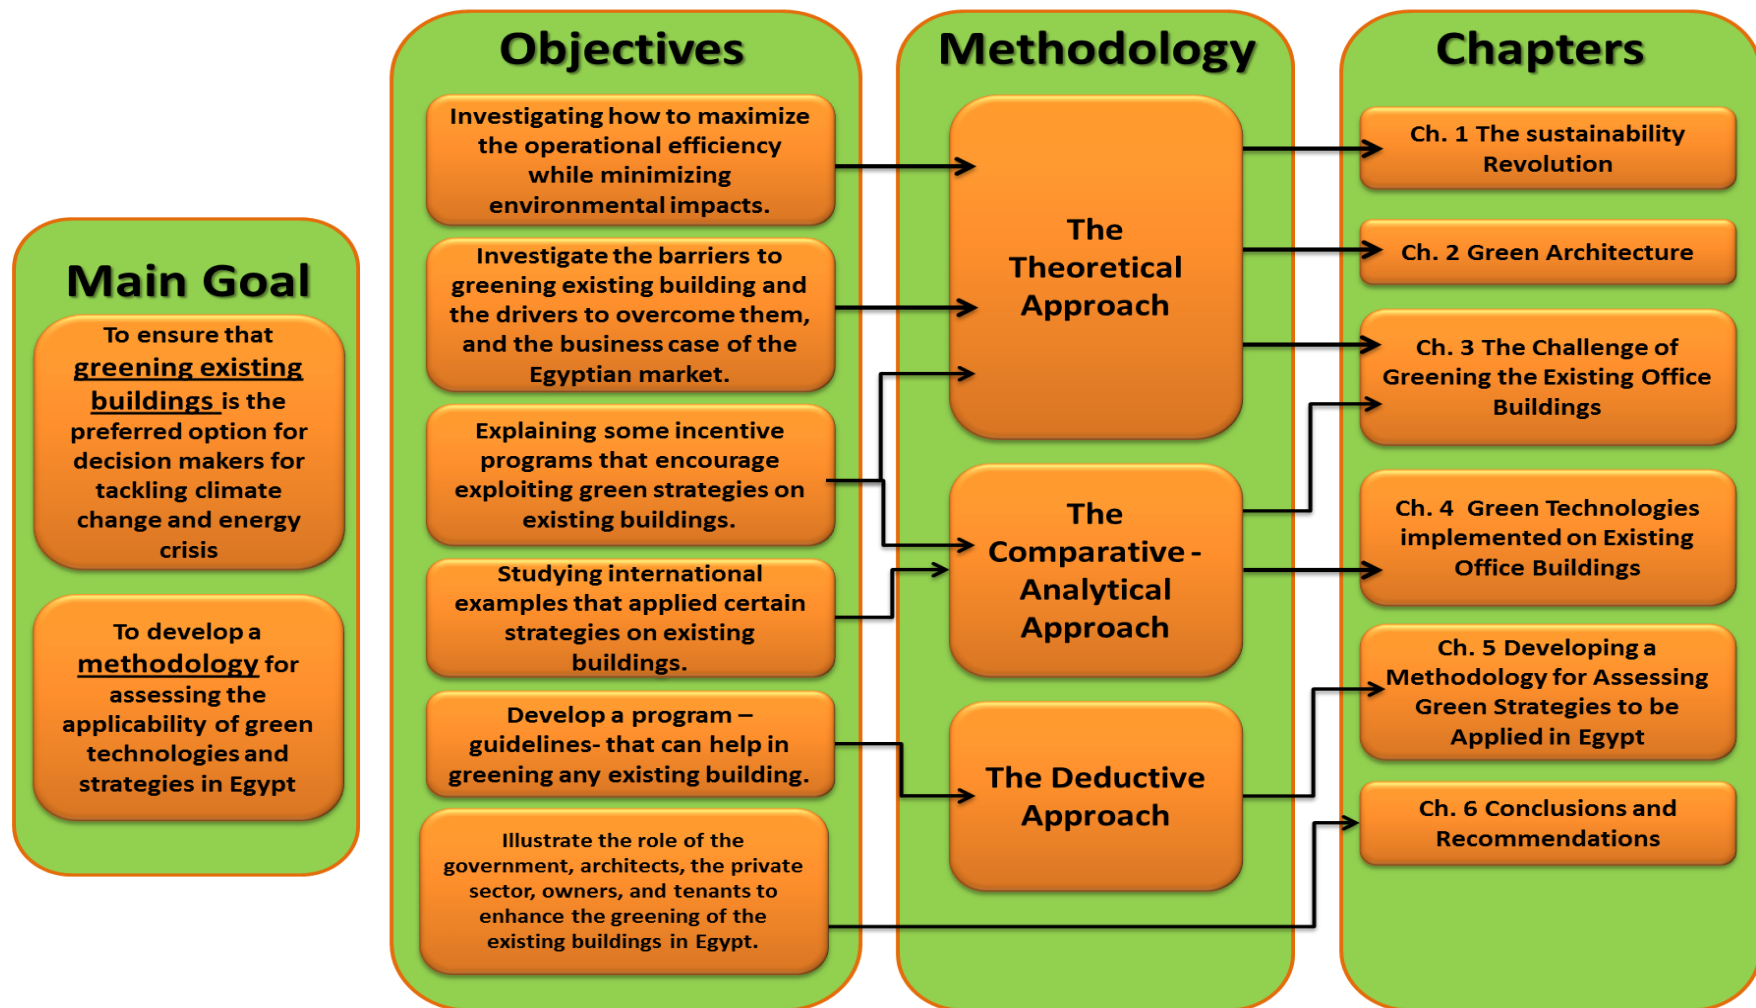 Main Goal
To ensure that
greening existing
buildings is the
preferred option for
decision makers for
tackling climate
change and energy
crisis
To develop a
methodology for
assessing the
applicability of green
technologies and
strategies in Egypt
Objectives
Investigating how to maximize
the operational efficiency
while minimizing
environmental impacts.
Investigate the barriers to
greening existing building and
the drivers to overcome them,
and the business case of the
Egyptian market.
Explaining some incentive
programs that encourage
exploiting green strategies on
existing buildings.
Studying international
examples that applied certain
strategies on existing
buildings.
Develop a program –
guidelines- that can help in
greening any existing building.
Illustrate the role of the
government, architects, the private
sector, owners, and tenants to
enhance the greening of the
existing buildings in Egypt.
Methodology
The
Theoretical
Approach
The
Comparative -
Analytical
Approach
The Deductive
Approach
Chapters
Ch. 1 The sustainability
Revolution
Ch. 2 Green Architecture
Ch. 3 The Challenge of
Greening the Existing Office
Buildings
Ch. 4  Green Technologies
implemented on Existing
Office Buildings
Ch. 5 Developing a
Methodology for Assessing
Green Strategies to be
Applied in Egypt
Ch. 6 Conclusions and
Recommendations